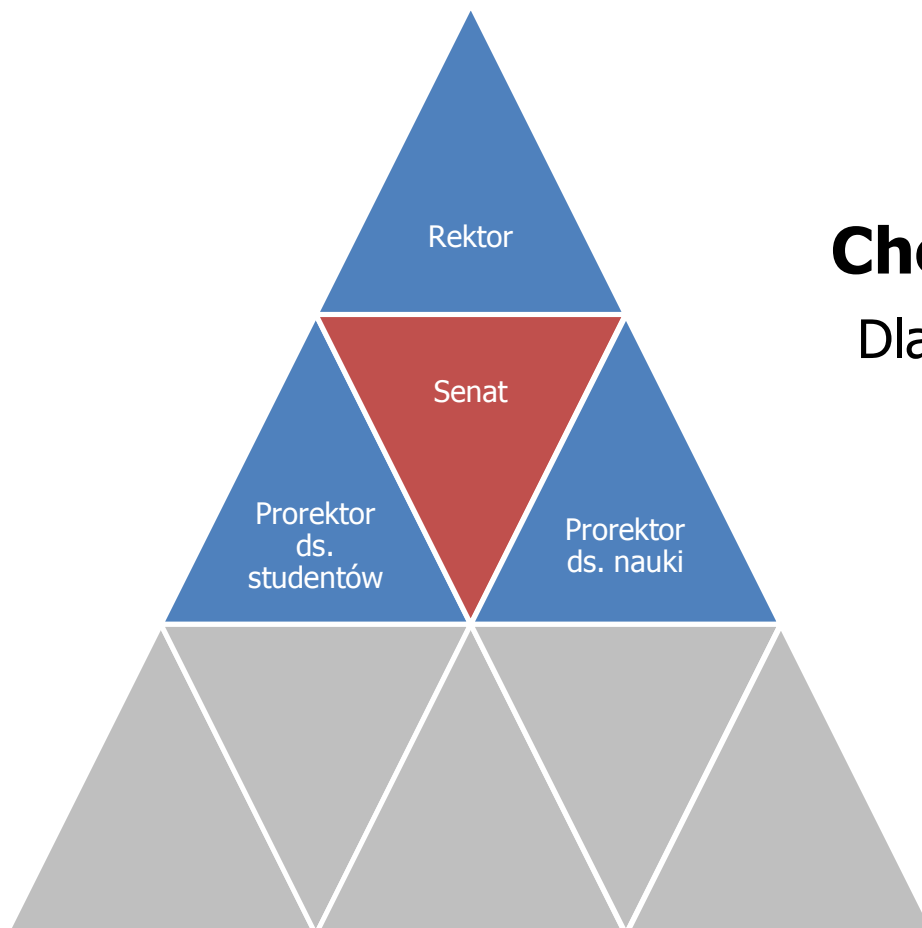 Rektor
Senat
Prorektor
ds.
studentów
Prorektor
ds. nauki